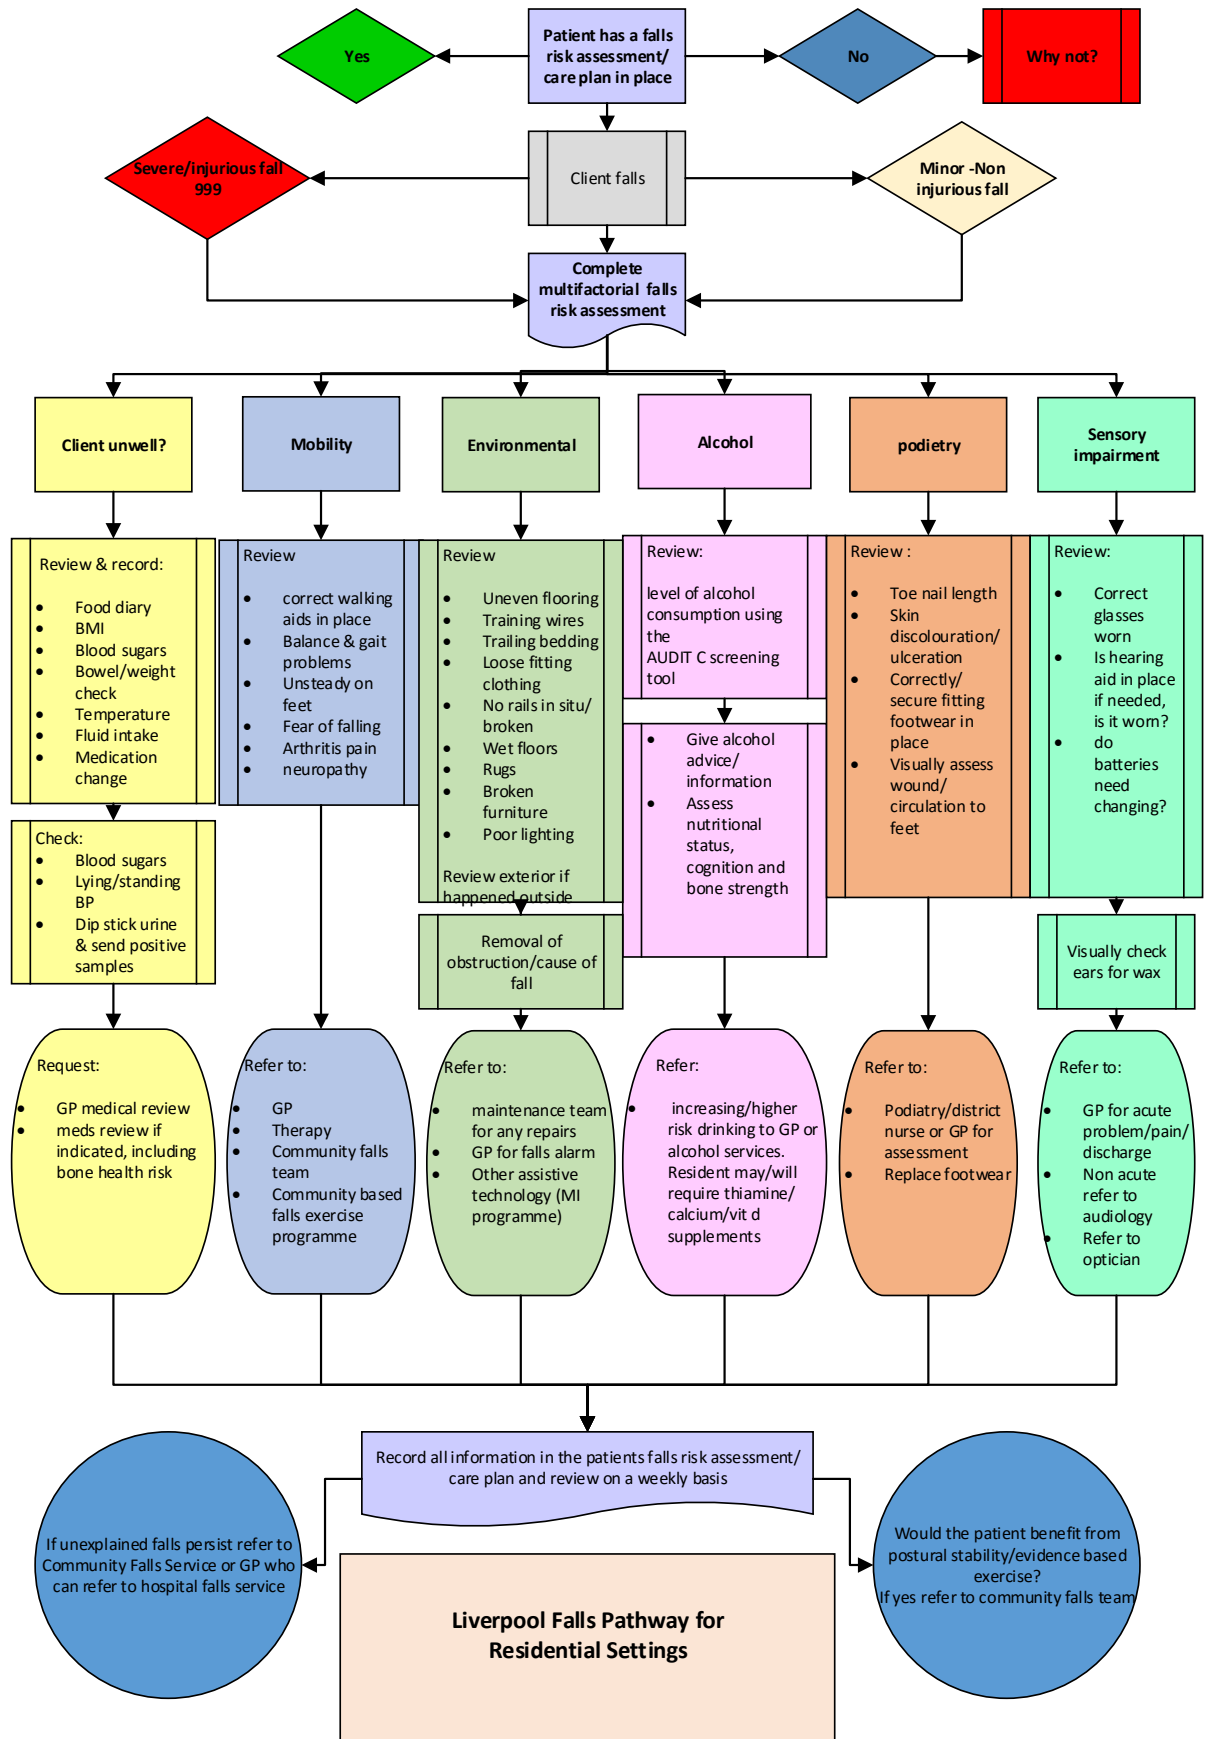 Yes
Patient has a falls
risk assessment/
care plan in place
No
Why not?
Severe/injurious fall
999
Client falls
Minor -Non
injurious fall
Complete
multifactorial falls
risk assessment
Client unwell?
Mobility
Environmental
Alcohol
podietry
Sensory
impairment
Review & record:
• Food diary
• BMI
• Blood sugars
• Bowel/weight
check
• Temperature
• Fluid intake
• Medication
change
Check:
• Blood sugars
• Lying/standing
BP
• Dip stick urine
& send positive
samples
Request:
• GP medical review
• meds review if
indicated, including
bone health risk
Review
• correct walking
aids in place
• Balance & gait
problems
• Unsteady on
feet
• Fear of falling
• Arthritis pain
• neuropathy
Refer to:
• GP
• Therapy
• Community falls
team
• Community based
falls exercise
programme
Review
• Uneven flooring
• Training wires
• Trailing bedding
• Loose fitting
clothing
• No rails in situ/
broken
• Wet floors
• Rugs
• Broken
furniture
• Poor lighting
Review exterior if
happened outside
Removal of
obstruction/cause of
fall
Refer to:
• maintenance team
for any repairs
• GP for falls alarm
• Other assistive
technology (MI
programme)
Review:
level of alcohol
consumption using
the
AUDIT C screening
tool
• Give alcohol
advice/
information
• Assess
nutritional
status,
cognition and
bone strength
Refer:
• increasing/higher
risk drinking to GP or
alcohol services.
Resident may/will
require thiamine/
calcium/vit d
supplements
Review :
• Toe nail length
• Skin
discolouration/
ulceration
• Correctly/
secure fitting
footwear in
place
• Visually assess
wound/
circulation to
feet
Refer to:
• Podiatry/district
nurse or GP for
assessment
• Replace footwear
Review:
• Correct
glasses
worn
• Is hearing
aid in place
if needed,
is it worn?
• do
batteries
need
changing?
Visually check
ears for wax
Refer to:
• GP for acute
problem/pain/
discharge
• Non acute
refer to
audiology
• Refer to
optician
Record all information in the patients falls risk assessment/
care plan and review on a weekly basis
If unexplained falls persist refer to
Community Falls Service or GP who
can refer to hospital falls service
Would the patient benefit from
postural stability/evidence based
exercise?
If yes refer to community falls team
Liverpool Falls Pathway for
Residential Settings